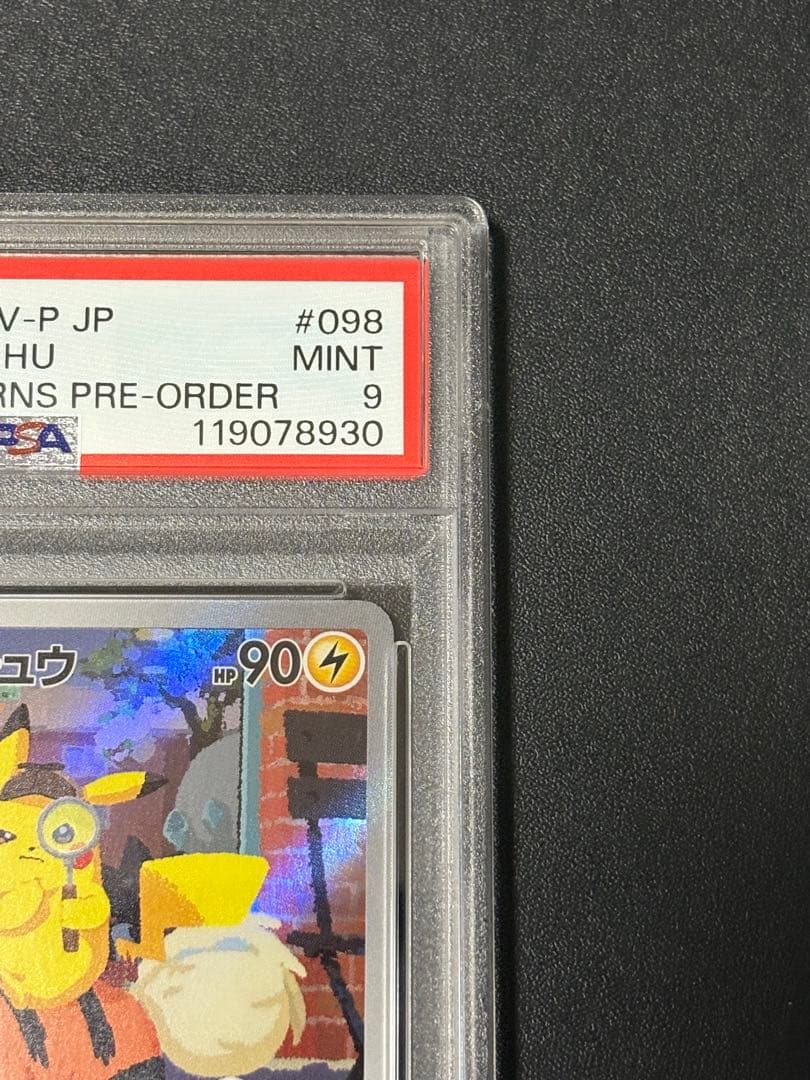 V-P JP #098
HU MINT
RNS PRE-ORDER 9
PSA 119078930
ュウ HP90